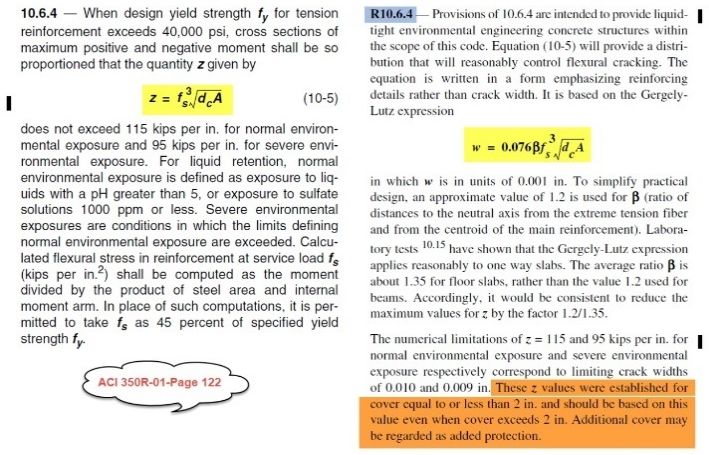 10.6.4 — When design yield strength fy for tension
reinforcement exceeds 40,000 psi, cross sections of
maximum positive and negative moment shall be so
proportioned that the quantity z given by
z = fs ∛dcA (10-5)
does not exceed 115 kips per in. for normal environ-
mental exposure and 95 kips per in. for severe envi-
ronmental exposure. For liquid retention, normal
environmental exposure is defined as exposure to liq-
uids with a pH greater than 5, or exposure to sulfate
solutions 1000 ppm or less. Severe environmental
exposures are conditions in which the limits defining
normal environmental exposure are exceeded. Calcu-
lated flexural stress in reinforcement at service load fs
(kips per in.²) shall be computed as the moment
divided by the product of steel area and internal
moment arm. In place of such computations, it is per-
mitted to take fs as 45 percent of specified yield
strength fy.
ACI 350R-01-Page 122
R10.6.4 — Provisions of 10.6.4 are intended to provide liquid-
tight environmental engineering concrete structures within
the scope of this code. Equation (10-5) will provide a distri-
bution that will reasonably control flexural cracking. The
equation is written in a form emphasizing reinforcing
details rather than crack width. It is based on the Gergely-
Lutz expression
w = 0.076βfs ∛dcA
in which w is in units of 0.001 in. To simplify practical
design, an approximate value of 1.2 is used for β (ratio of
distances to the neutral axis from the extreme tension fiber
and from the centroid of the main reinforcement). Labora-
tory tests 10.15 have shown that the Gergely-Lutz expression
applies reasonably to one way slabs. The average ratio β is
about 1.35 for floor slabs, rather than the value 1.2 used for
beams. Accordingly, it would be consistent to reduce the
maximum values for z by the factor 1.2/1.35.
The numerical limitations of z = 115 and 95 kips per in. for
normal environmental exposure and severe environmental
exposure respectively correspond to limiting crack widths
of 0.010 and 0.009 in. These z values were established for
cover equal to or less than 2 in. and should be based on this
value even when cover exceeds 2 in. Additional cover may
be regarded as added protection.